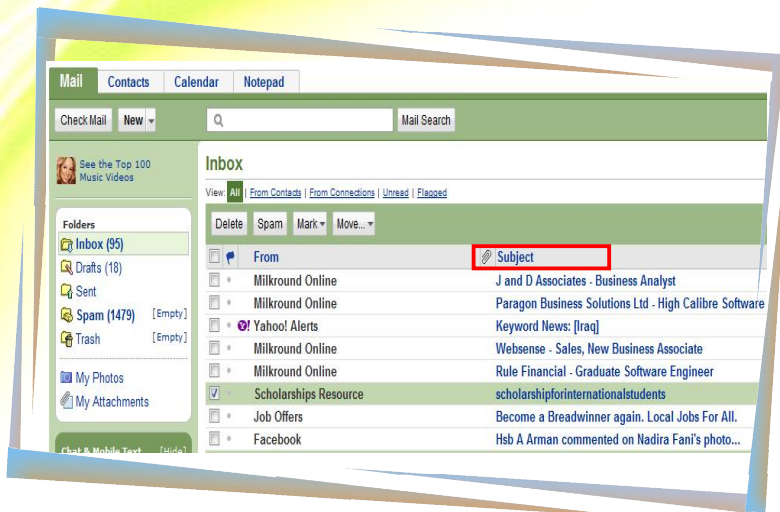 Mail Contacts Calendar Notepad
Check Mail New Mail Search
See the Top 100
Music Videos
Folders
Inbox (95)
Drafts (18)
Sent
Spam (1479) [Empty]
Trash [Empty]
My Photos
My Attachments
Chat & Mobile Text [Hide]
Inbox
View: All | From Contacts | From Connections | Unread | Flagged
Delete Spam Mark Move...
From Subject
Milkround Online J and D Associates - Business Analyst
Milkround Online Paragon Business Solutions Ltd - High Calibre Software
Y! Yahoo! Alerts Keyword News: [Iraq]
Milkround Online Websense - Sales, New Business Associate
Milkround Online Rule Financial - Graduate Software Engineer
Scholarships Resource scholarshipforinternationalstudents
Job Offers Become a Breadwinner again. Local Jobs For All.
Facebook Hsb A Arman commented on Nadira Fani's photo...